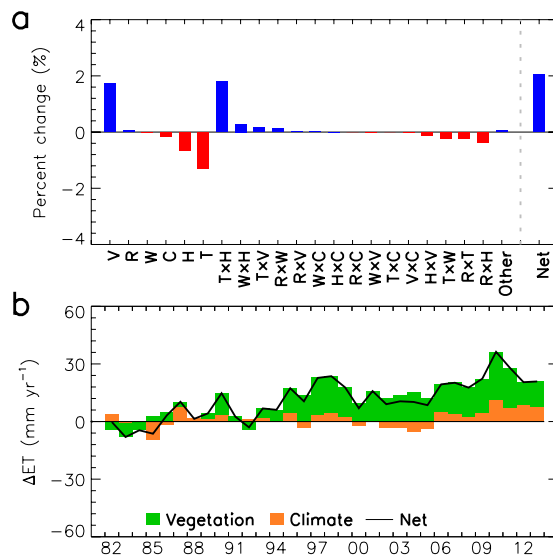 a
Percent change (%)
4
2
0
−2
−4
V R W C H T T×H W×H T×V R×W R×V W×C H×C R×C W×V T×C V×C H×V T×W R×T R×H Other Net
b
ΔET (mm yr⁻¹)
60
30
0
−30
−60
Vegetation Climate Net
82 85 88 91 94 97 00 03 06 09 12